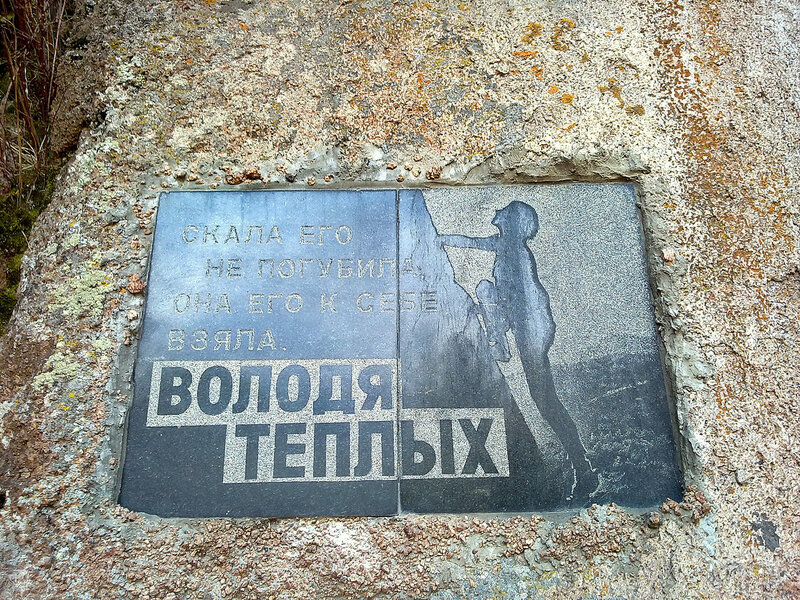 СКАЛА ЕГО
НЕ ПОГУБИЛА,
ОНА ЕГО К СЕБЕ
ВЗЯЛА.
ВОЛОДЯ
ТЕПЛЫХ